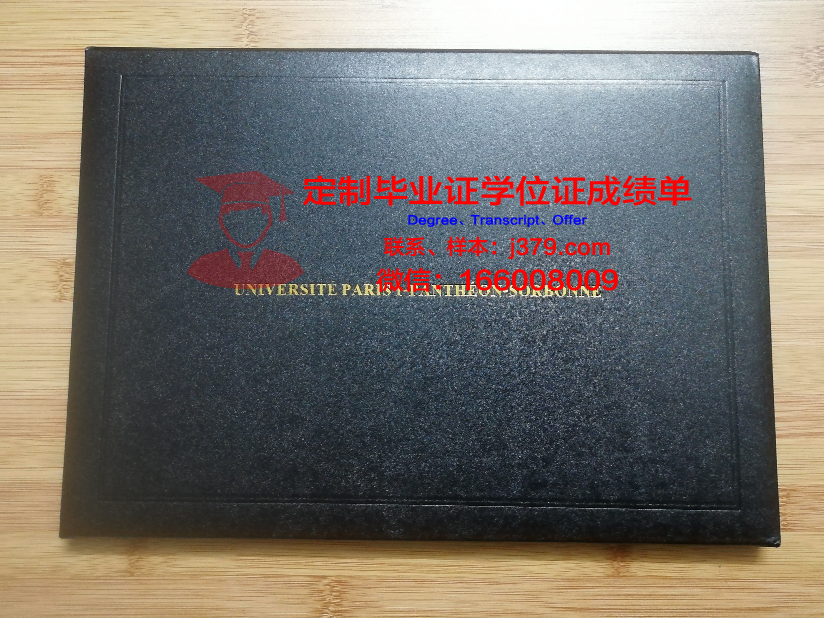 定制毕业证学位证成绩单
Degree、Transcript、Offer
联系、样本：j379.com
微信：166008009
UNIVERSITE PARIS I PANTHEON-SORBONNE